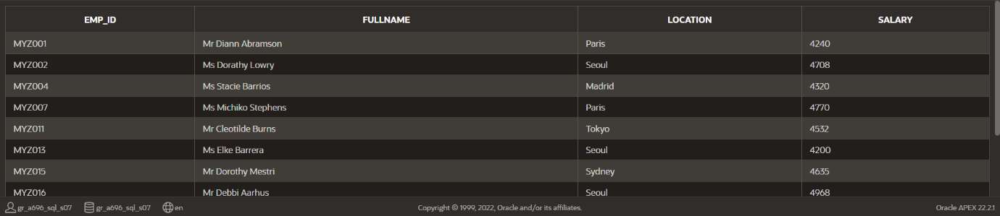 EMP_ID FULLNAME LOCATION SALARY
MYZ001 Mr Diann Abramson Paris 4240
MYZ002 Ms Dorathy Lowry Seoul 4708
MYZ004 Ms Stacie Barrios Madrid 4320
MYZ007 Ms Michiko Stephens Paris 4770
MYZ011 Mr Cleotilde Burns Tokyo 4532
MYZ013 Ms Elke Barrera Seoul 4200
MYZ015 Mr Dorothy Mestri Sydney 4635
MYZ016 Mr Debbi Aarhus Seoul 4968
gr_a696_sql_s07 gr_a696_sql_s07 en Copyright © 1999, 2022, Oracle and/or its affiliates. Oracle APEX 22.2.1